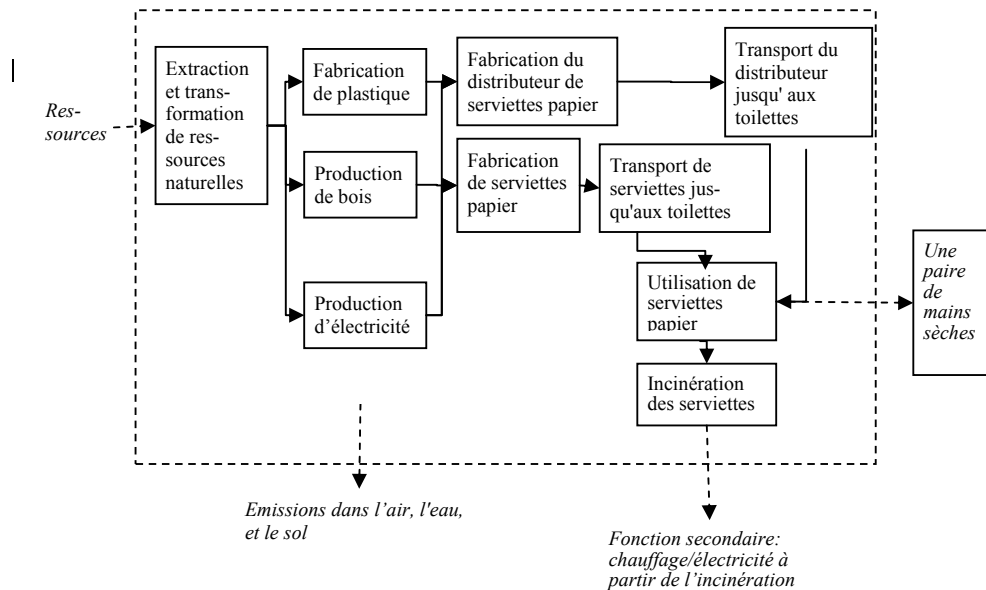 Res-
sources
Extraction
et trans-
formation
de res-
sources
naturelles
Fabrication
de plastique
Production
de bois
Production
d’électricité
Fabrication du
distributeur de
serviettes papier
Fabrication
de serviettes
papier
Transport du
distributeur
jusqu' aux
toilettes
Transport de
serviettes jus-
qu'aux toilettes
Utilisation de
serviettes
papier
Incinération
des serviettes
Une
paire de
mains
sèches
Emissions dans l’air, l'eau,
et le sol
Fonction secondaire:
chauffage/électricité à
partir de l’incinération